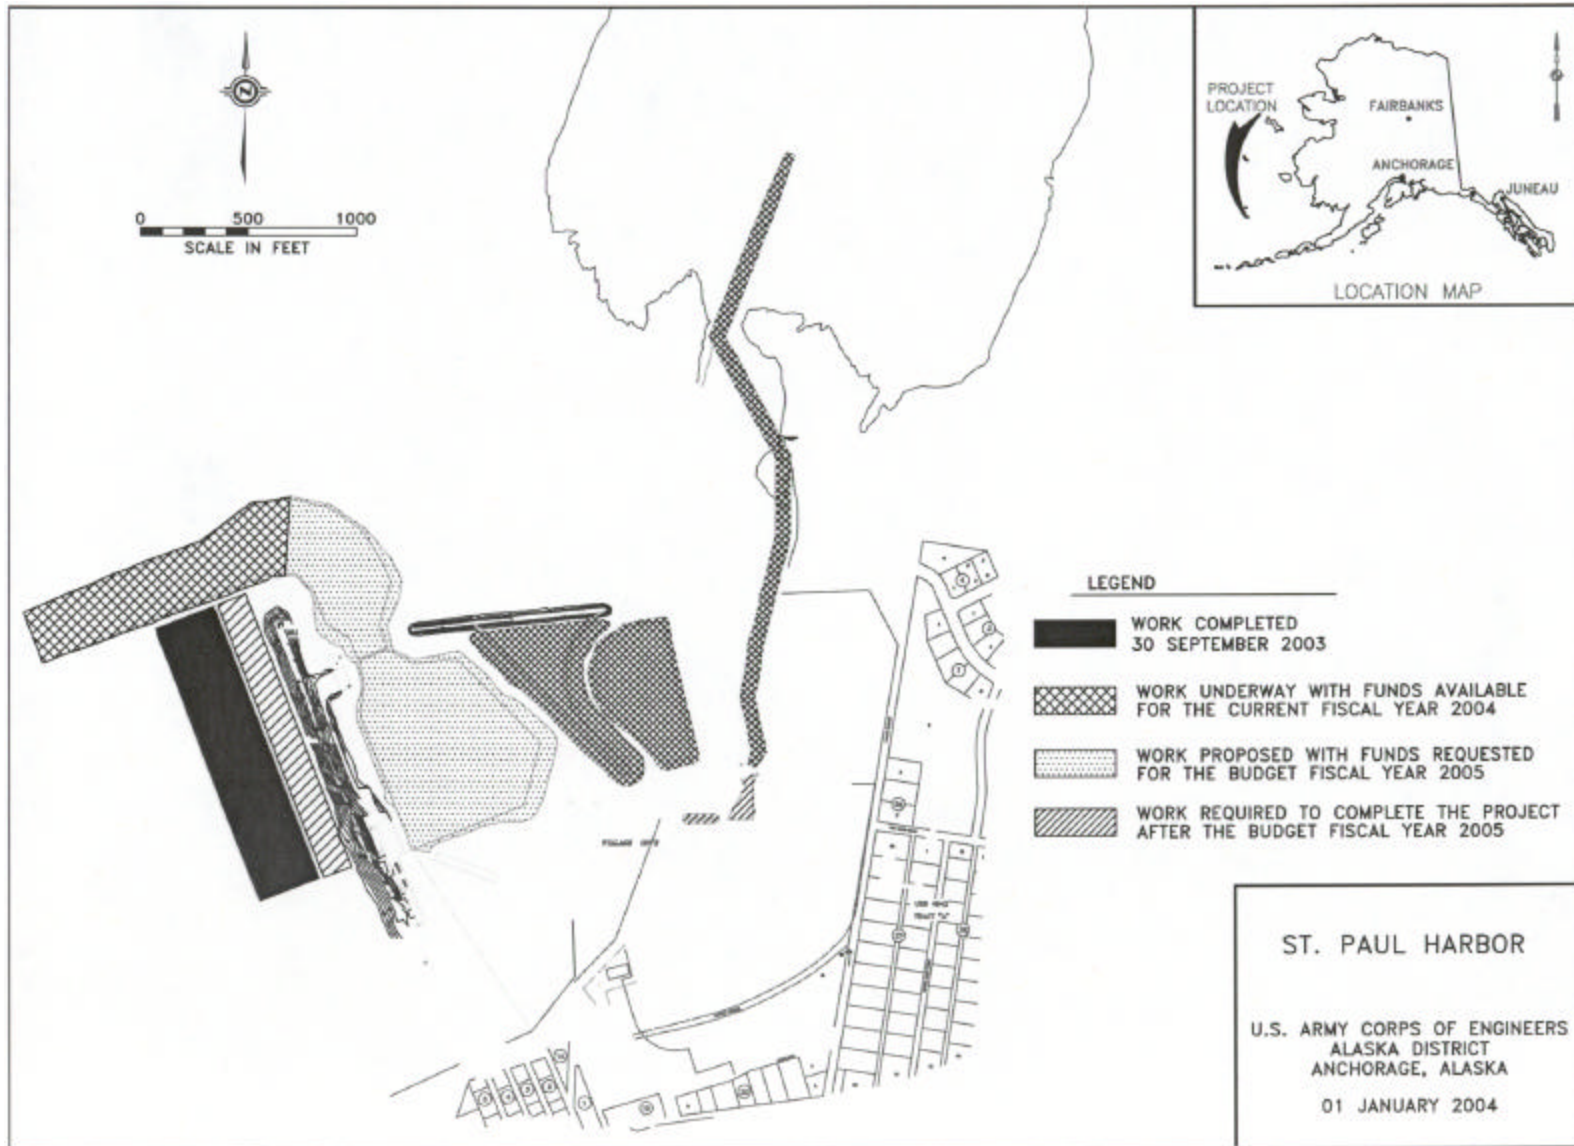 N
0 500 1000
SCALE IN FEET
PROJECT
LOCATION
FAIRBANKS
ANCHORAGE
JUNEAU
LOCATION MAP
LEGEND
WORK COMPLETED
30 SEPTEMBER 2003
WORK UNDERWAY WITH FUNDS AVAILABLE
FOR THE CURRENT FISCAL YEAR 2004
WORK PROPOSED WITH FUNDS REQUESTED
FOR THE BUDGET FISCAL YEAR 2005
WORK REQUIRED TO COMPLETE THE PROJECT
AFTER THE BUDGET FISCAL YEAR 2005
VILLAGE COVE
ST. PAUL HARBOR
U.S. ARMY CORPS OF ENGINEERS
ALASKA DISTRICT
ANCHORAGE, ALASKA
01 JANUARY 2004